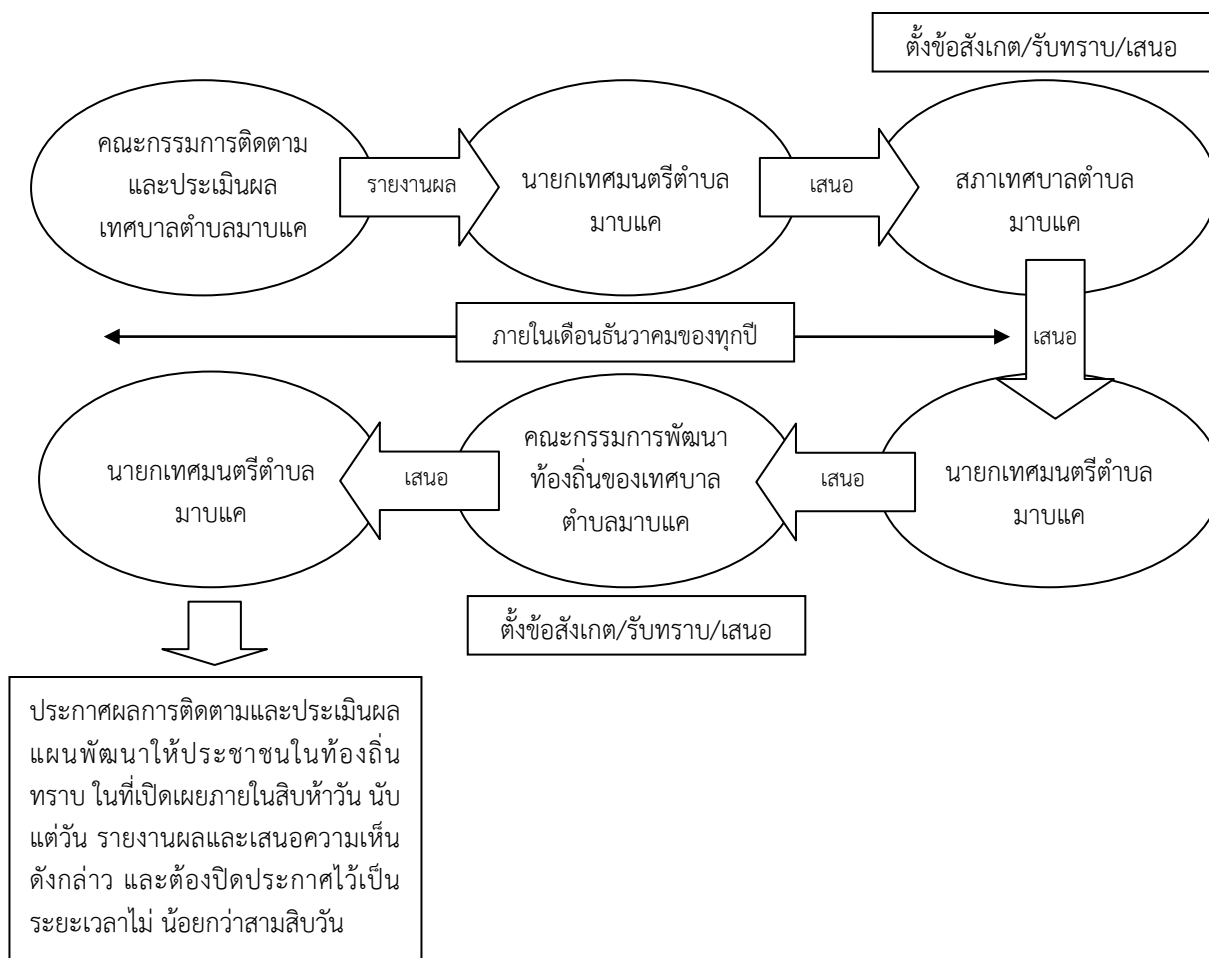 ตั้งข้อสังเกต/รับทราบ/เสนอ
คณะกรรมการติดตาม
และประเมินผล
เทศบาลตำบลมาบแค
รายงานผล
นายกเทศมนตรีตำบล
มาบแค
เสนอ
สภาเทศบาลตำบล
มาบแค
ภายในเดือนธันวาคมของทุกปี
เสนอ
นายกเทศมนตรีตำบล
มาบแค
เสนอ
คณะกรรมการพัฒนา
ท้องถิ่นของเทศบาล
ตำบลมาบแค
เสนอ
นายกเทศมนตรีตำบล
มาบแค
ตั้งข้อสังเกต/รับทราบ/เสนอ
ประกาศผลการติดตามและประเมินผล
แผนพัฒนาให้ประชาชนในท้องถิ่น
ทราบ ในที่เปิดเผยภายในสิบห้าวัน นับ
แต่วัน รายงานผลและเสนอความเห็น
ดังกล่าว และต้องปิดประกาศไว้เป็น
ระยะเวลาไม่ น้อยกว่าสามสิบวัน